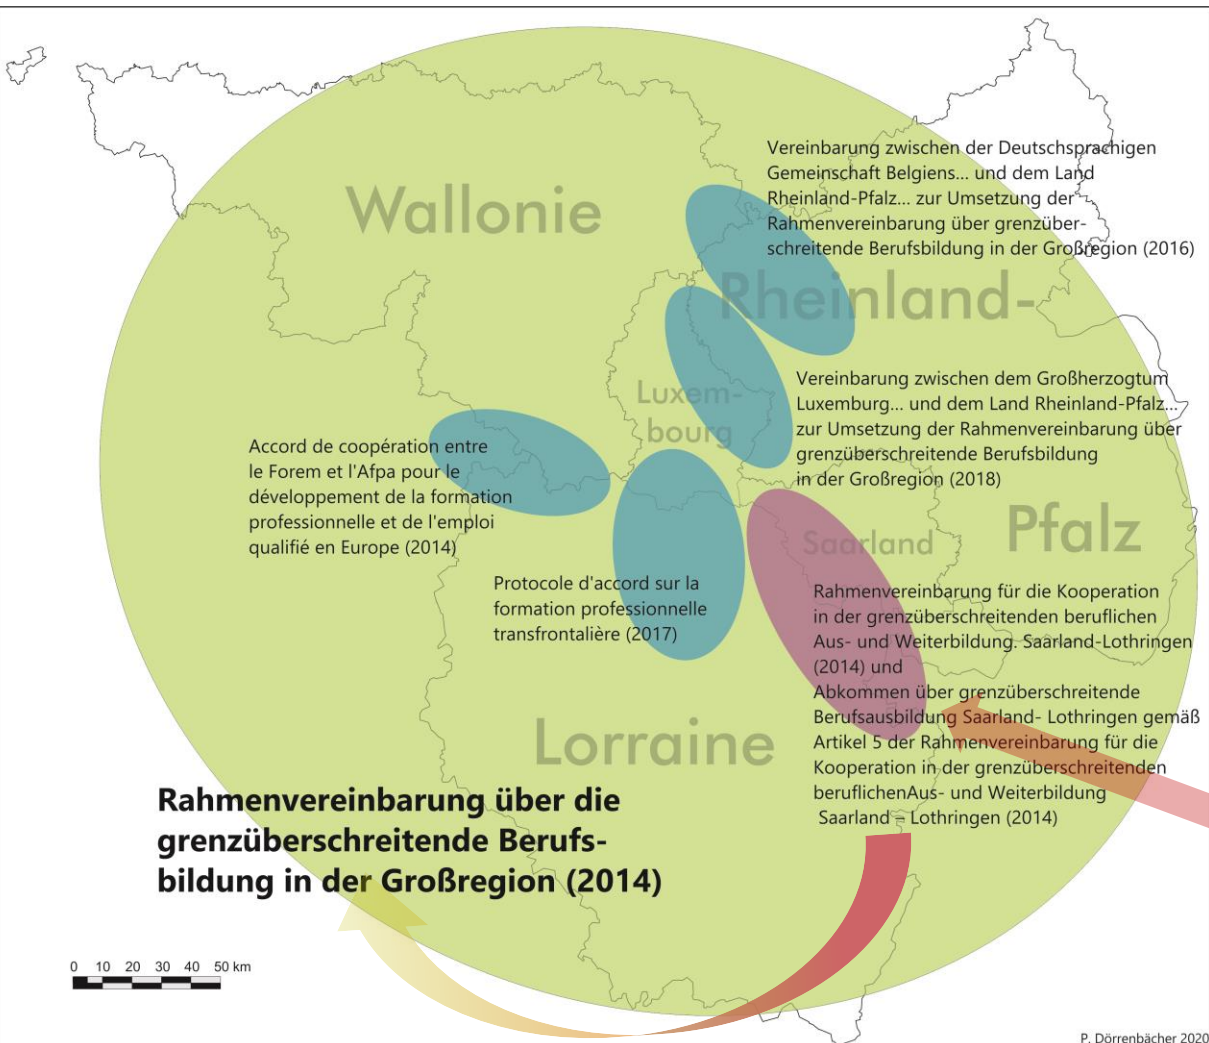 Vereinbarung zwischen der Deutschsprachigen
Gemeinschaft Belgiens... und dem Land
Rheinland-Pfalz... zur Umsetzung der
Rahmenvereinbarung über grenzüber-
schreitende Berufsbildung in der Großregion (2016)
Wallonie
Rheinland-
Vereinbarung zwischen dem Großherzogtum
Luxemburg... und dem Land Rheinland-Pfalz...
zur Umsetzung der Rahmenvereinbarung über
grenzüberschreitende Berufsbildung
in der Großregion (2018)
Luxem-
bourg
Accord de coopération entre
le Forem et l'Afpa pour le
développement de la formation
professionnelle et de l'emploi
qualifié en Europe (2014)
Pfalz
Saarland
Protocole d'accord sur la
formation professionnelle
transfrontalière (2017)
Rahmenvereinbarung für die Kooperation
in der grenzüberschreitenden beruflichen
Aus- und Weiterbildung. Saarland-Lothringen
(2014) und
Abkommen über grenzüberschreitende
Berufsausbildung Saarland- Lothringen gemäß
Artikel 5 der Rahmenvereinbarung für die
Kooperation in der grenzüberschreitenden
beruflichenAus- und Weiterbildung
Saarland – Lothringen (2014)
Lorraine
Rahmenvereinbarung über die
grenzüberschreitende Berufs-
bildung in der Großregion (2014)
0 10 20 30 40 50 km
P. Dörrenbächer 2020